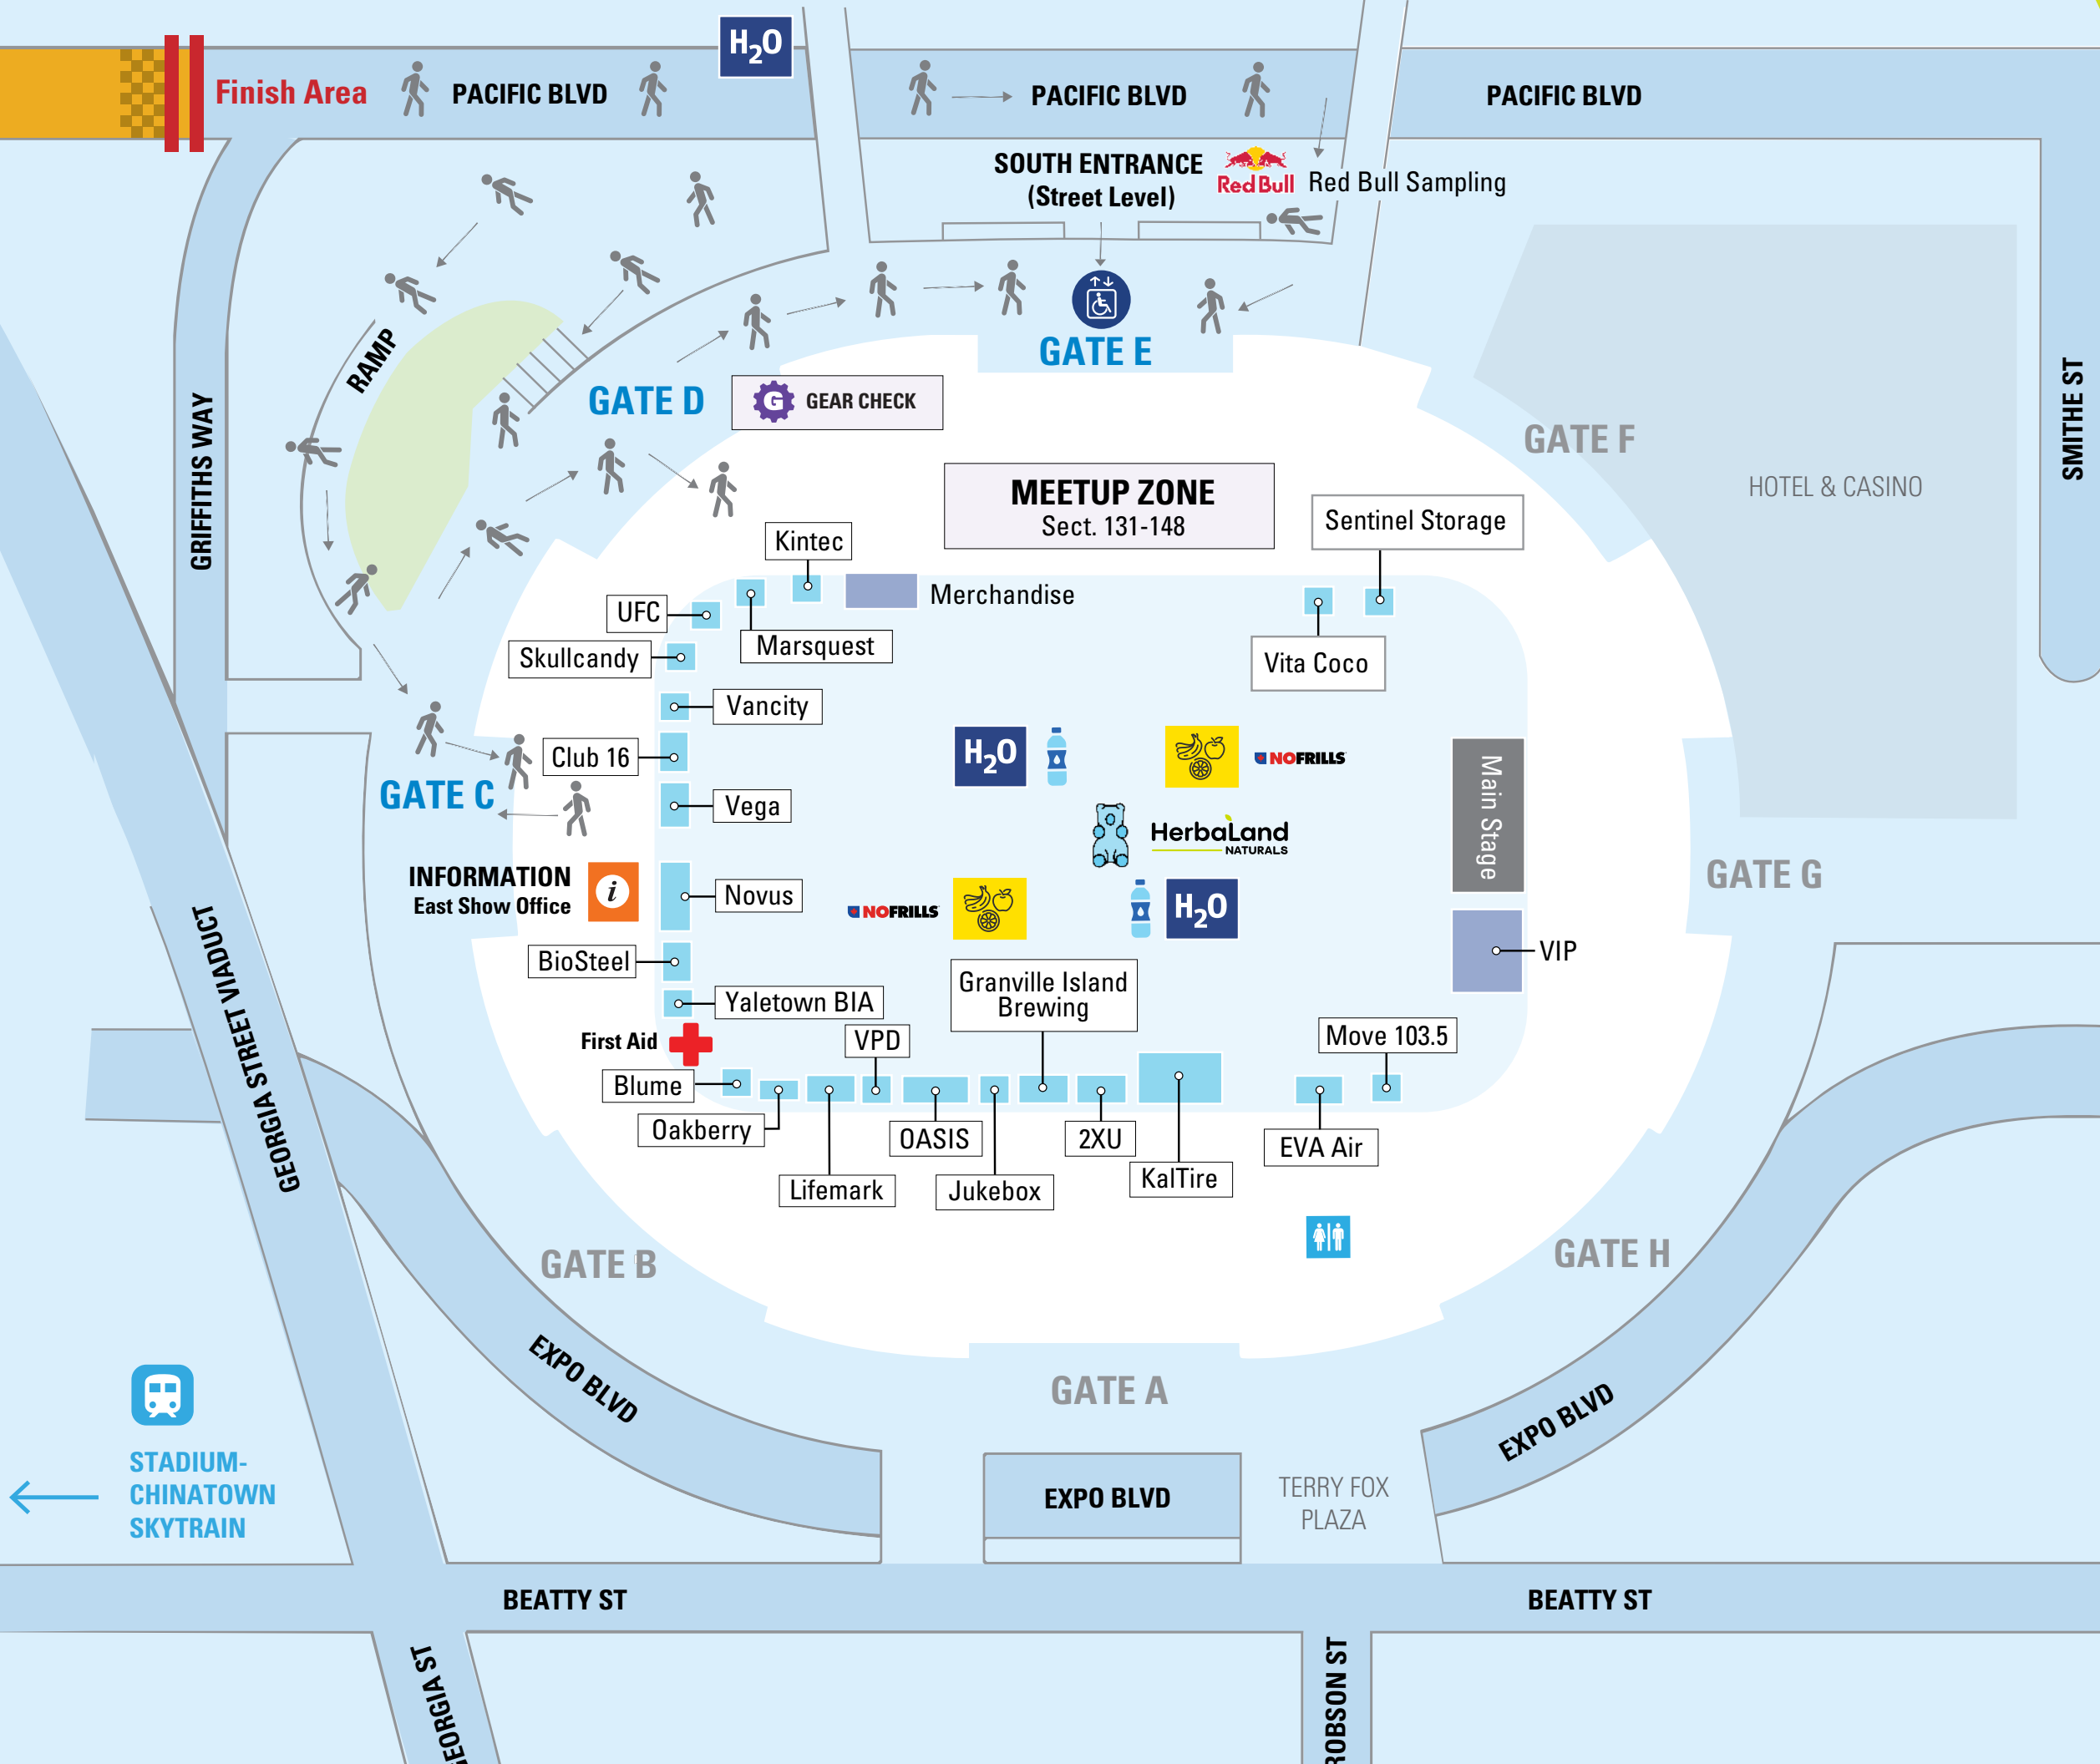 H₂O
Finish Area
PACIFIC BLVD
PACIFIC BLVD
PACIFIC BLVD
SOUTH ENTRANCE
(Street Level)
Red Bull
Red Bull Sampling
RAMP
GRIFFITHS WAY
SMITHE ST
GATE E
GATE D
G
GEAR CHECK
GATE F
HOTEL & CASINO
MEETUP ZONE
Sect. 131-148
Sentinel Storage
Kintec
Merchandise
UFC
Marsquest
Skullcandy
Vita Coco
Vancity
Club 16
H₂O
NOFRILLS
Main Stage
GATE C
Vega
HerbaLand
NATURALS
INFORMATION
East Show Office
i
Novus
NOFRILLS
H₂O
GATE G
BioSteel
VIP
Yaletown BIA
Granville Island
Brewing
First Aid
VPD
Move 103.5
Blume
Oakberry
OASIS
2XU
EVA Air
Lifemark
Jukebox
KalTire
GEORGIA STREET VIADUCT
GATE B
GATE H
EXPO BLVD
GATE A
EXPO BLVD
STADIUM-
CHINATOWN
SKYTRAIN
EXPO BLVD
TERRY FOX
PLAZA
BEATTY ST
BEATTY ST
GEORGIA ST
ROBSON ST